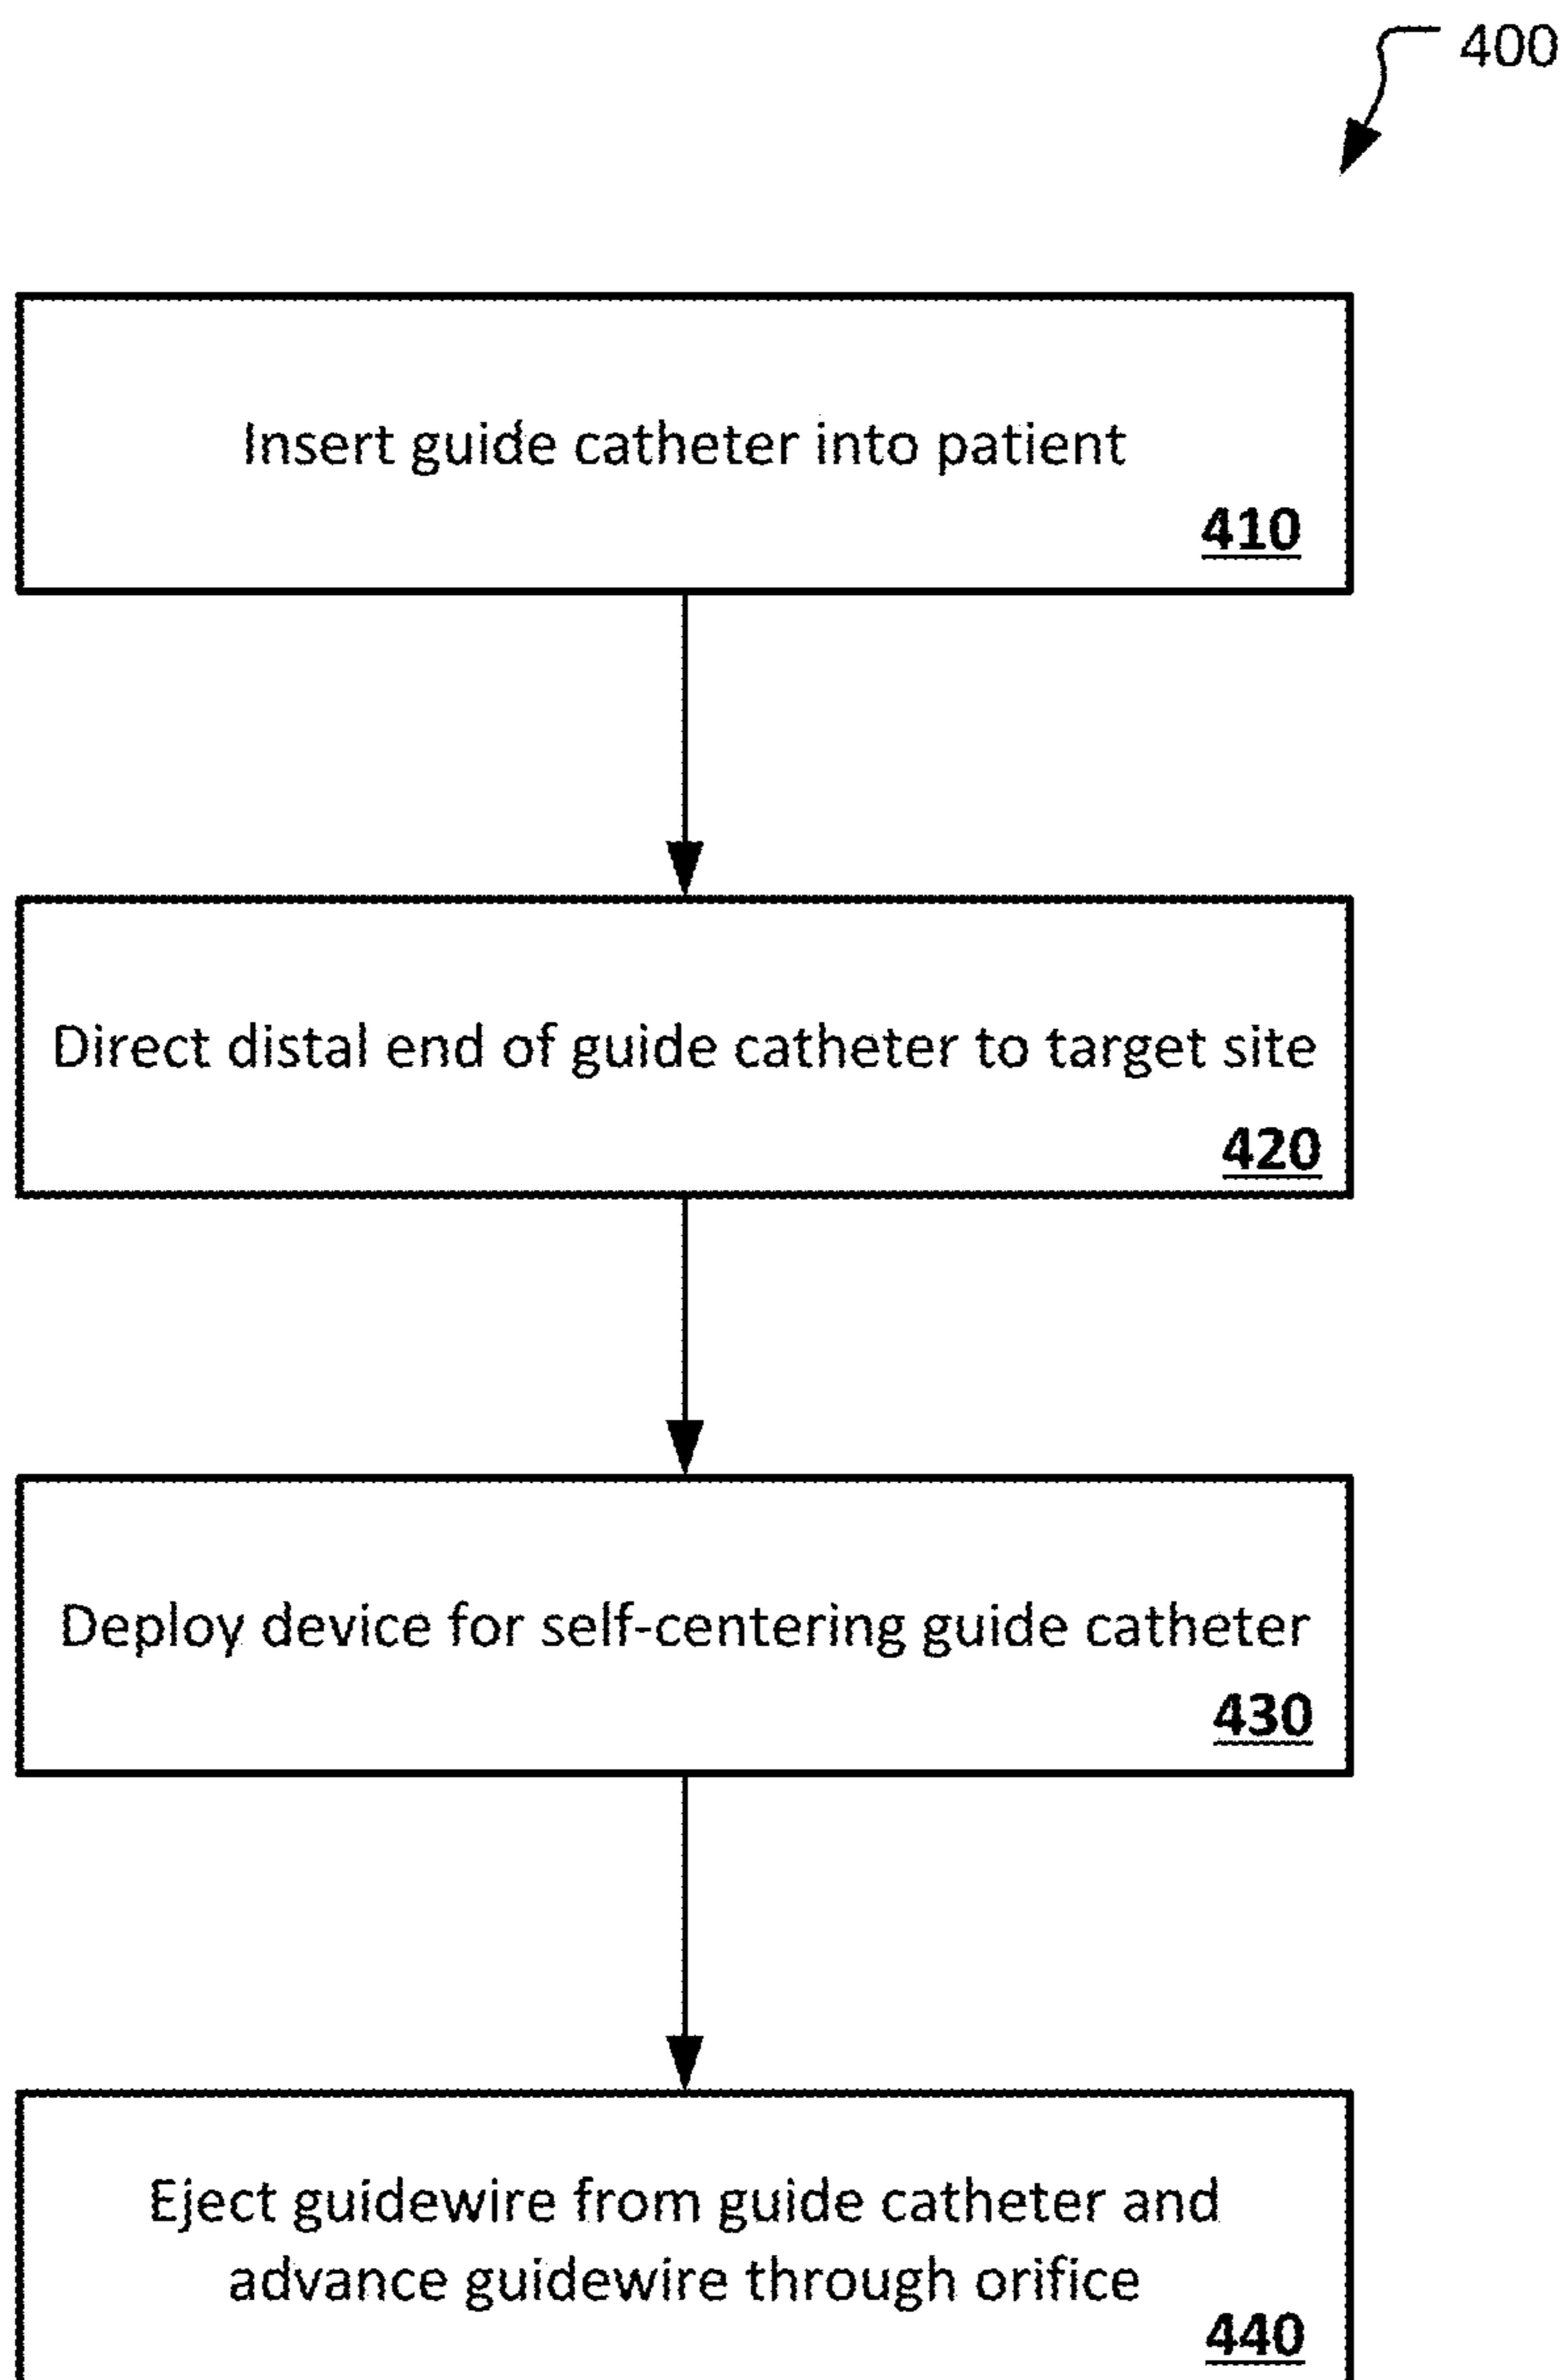 400
Insert guide catheter into patient
410
Direct distal end of guide catheter to target site
420
Deploy device for self-centering guide catheter
430
Eject guidewire from guide catheter and
advance guidewire through orifice
440